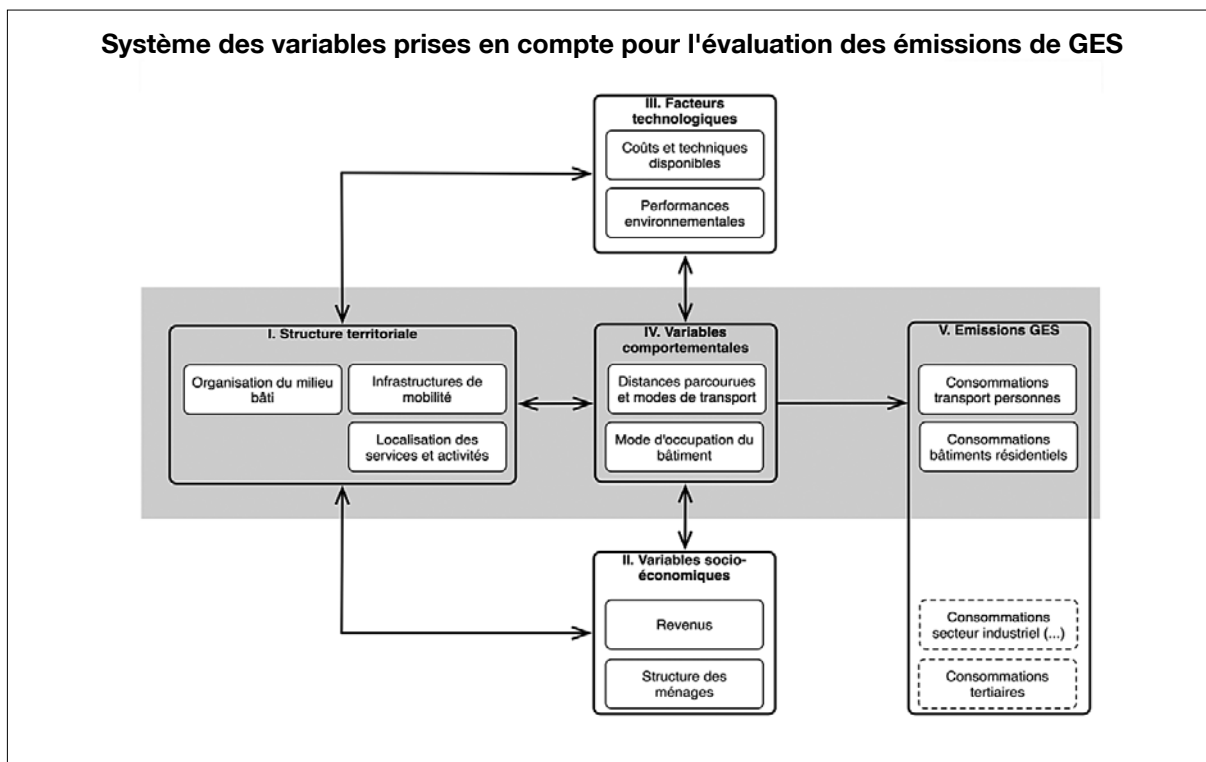 Système des variables prises en compte pour l'évaluation des émissions de GES
III. Facteurs
technologiques
Coûts et techniques
disponibles
Performances
environnementales
I. Structure territoriale
Organisation du milieu
bâti
Infrastructures de
mobilité
Localisation des
services et activités
IV. Variables
comportementales
Distances parcourues
et modes de transport
Mode d'occupation du
bâtiment
V. Emissions GES
Consommations
transport personnes
Consommations
bâtiments résidentiels
Consommations
secteur industriel (...)
Consommations
tertiaires
II. Variables socio-
économiques
Revenus
Structure des
ménages